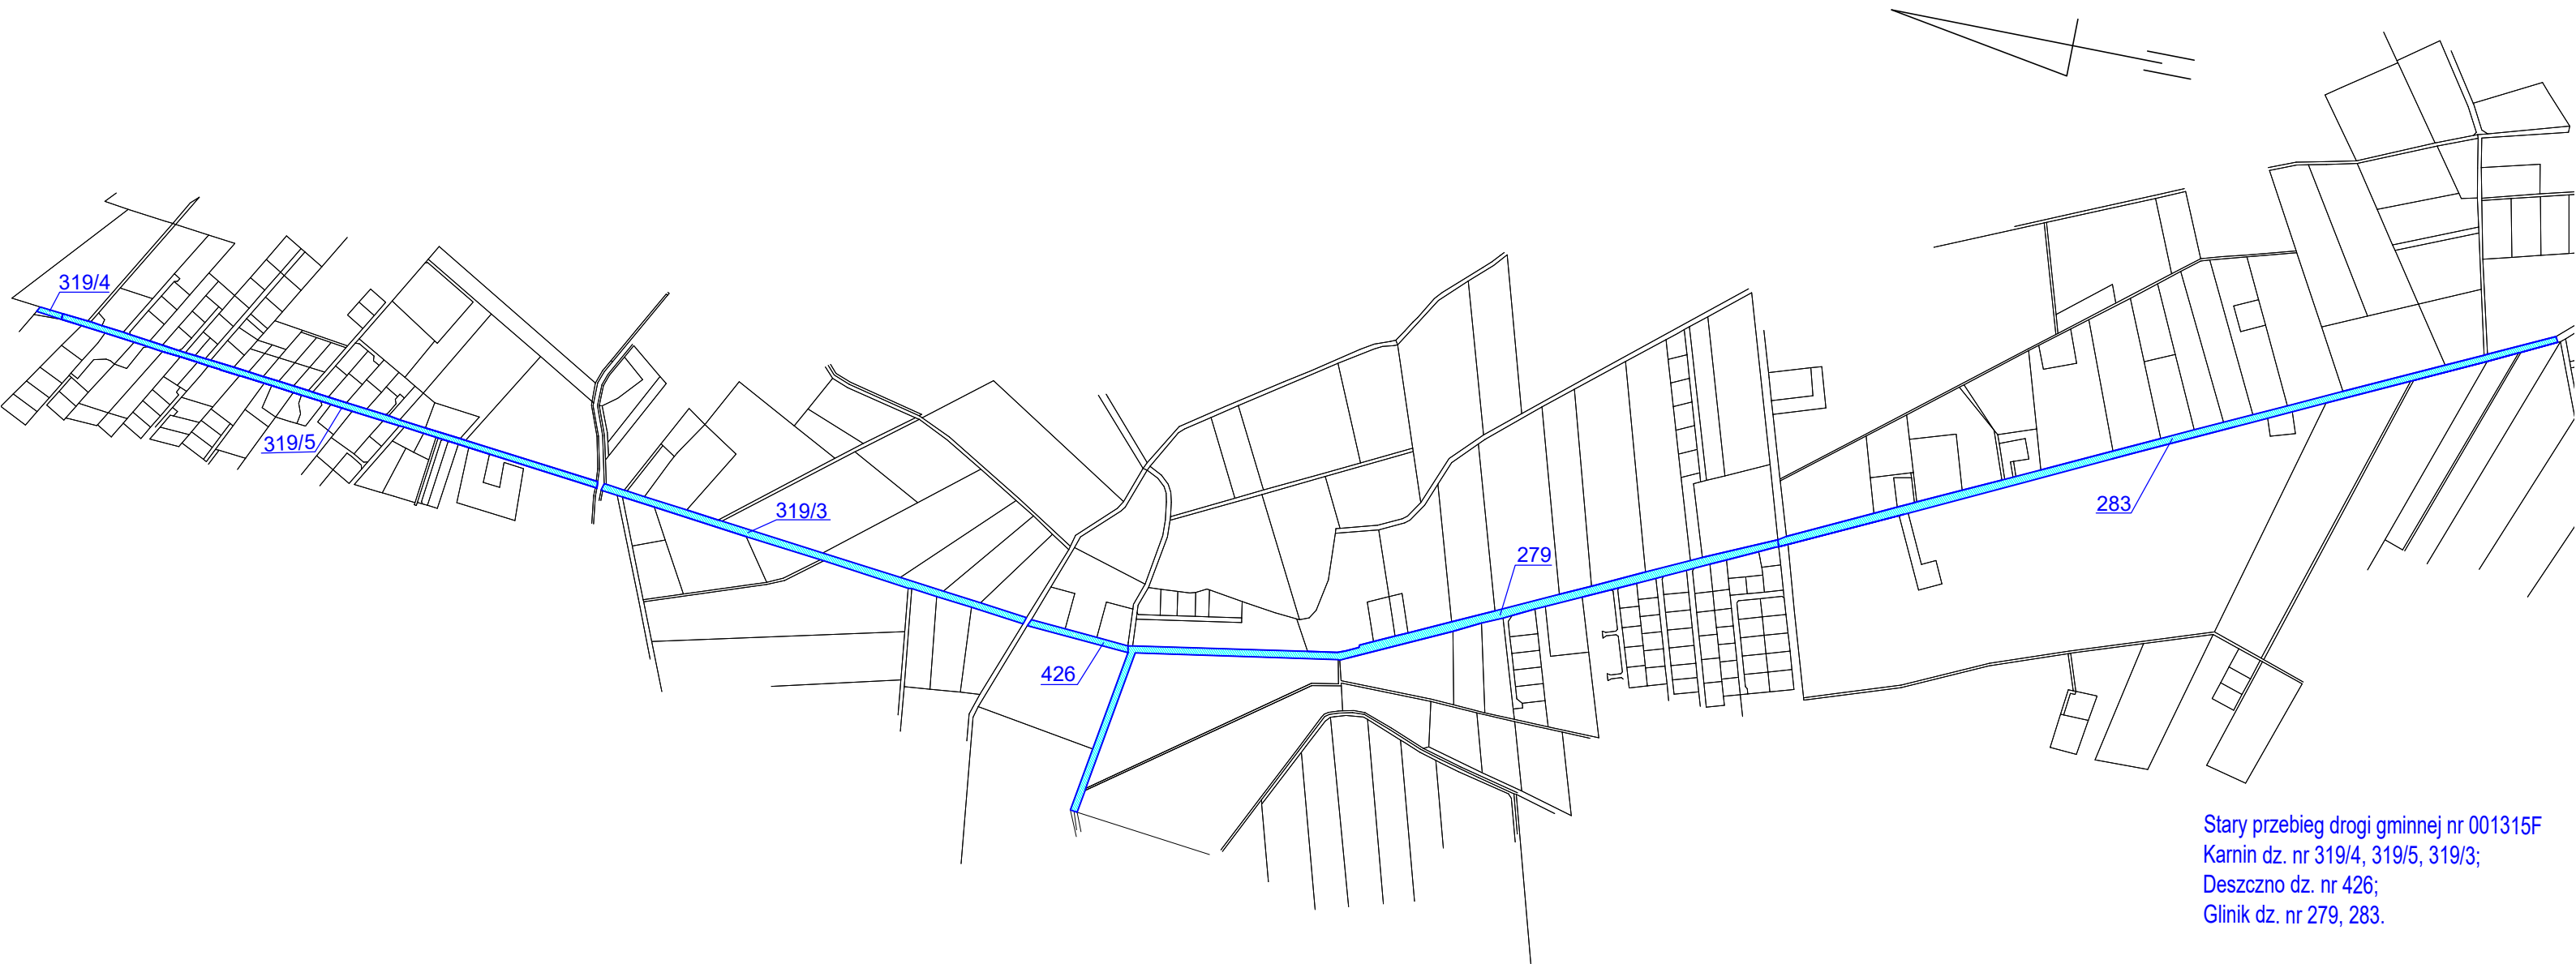 319/4
319/5
319/3
426
279
283
Stary przebieg drogi gminnej nr 001315F
Karnin dz. nr 319/4, 319/5, 319/3;
Deszczno dz. nr 426;
Glinik dz. nr 279, 283.